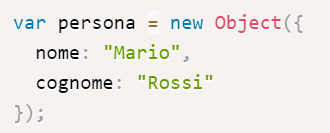 var persona = new Object({
  nome: "Mario",
  cognome: "Rossi"
});